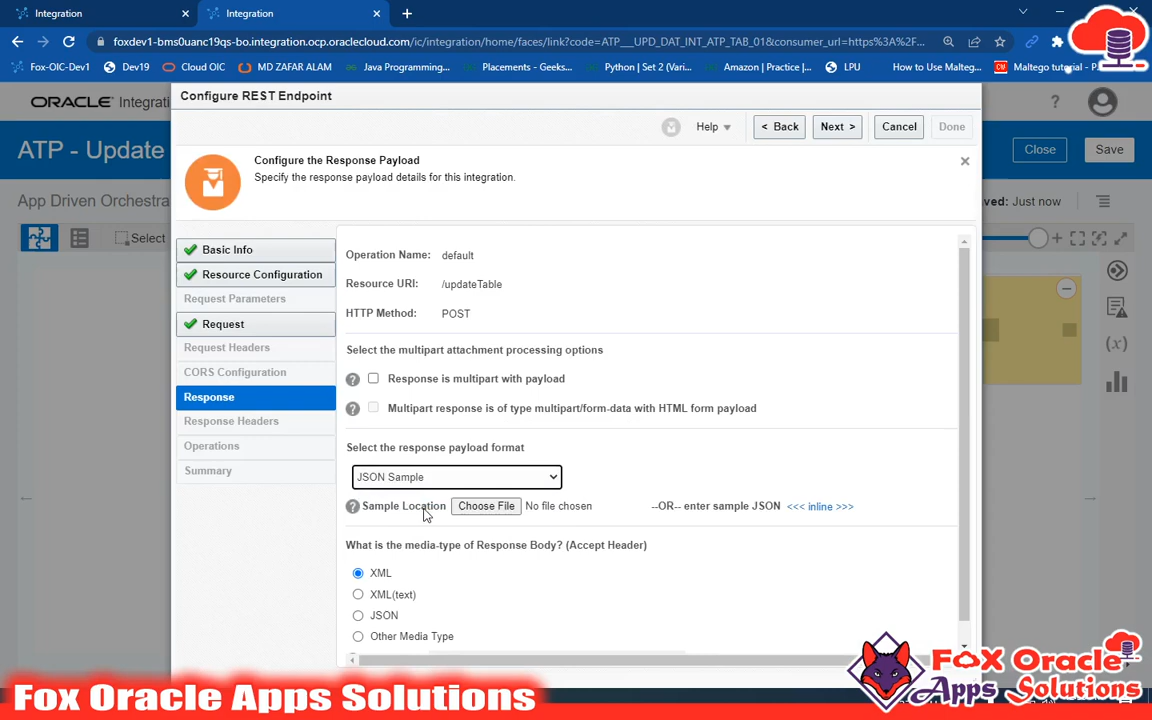 Integration
Integration
foxdev1-bms0uanc19qs-bo.integration.ocp.oraclecloud.com/ic/integration/home/faces/link?code=ATP__UPD_DAT_INT_ATP_TAB_01&consumer_url=https%3A%2F...
Fox-OIC-Dev1
Dev19
Cloud OIC
MD ZAFAR ALAM
Java Programming...
Placements - Geeks...
Python | Set 2 (Vari...
Amazon | Practice |...
LPU
How to Use Malteg...
Maltego tutorial - P
ORACLE Integrati
Configure REST Endpoint
Help
< Back
Next >
Cancel
Done
ATP - Update
Close
Save
Configure the Response Payload
Specify the response payload details for this integration.
App Driven Orchestra
ved: Just now
Select
Basic Info
Resource Configuration
Request Parameters
Request
Request Headers
CORS Configuration
Response
Response Headers
Operations
Summary
Operation Name: default
Resource URI: /updateTable
HTTP Method: POST
Select the multipart attachment processing options
Response is multipart with payload
Multipart response is of type multipart/form-data with HTML form payload
Select the response payload format
JSON Sample
Sample Location Choose File No file chosen --OR-- enter sample JSON <<< inline >>>
What is the media-type of Response Body? (Accept Header)
XML
XML(text)
JSON
Other Media Type
Fox Oracle Apps Solutions
FOX Oracle
Apps Solutions